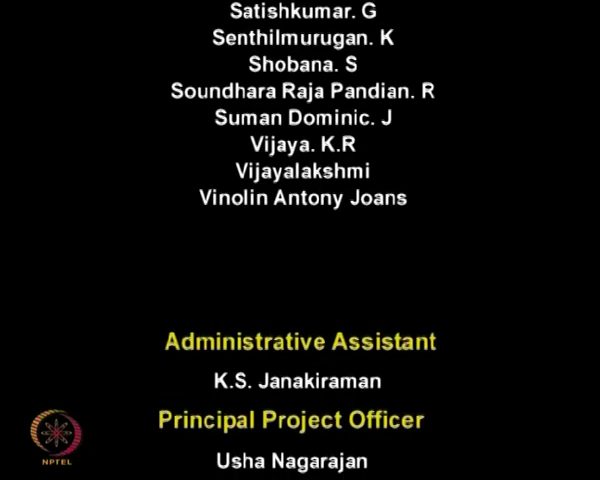 Satishkumar. G
Senthilmurugan. K
Shobana. S
Soundhara Raja Pandian. R
Suman Dominic. J
Vijaya. K.R
Vijayalakshmi
Vinolin Antony Joans
Administrative Assistant
K.S. Janakiraman
Principal Project Officer
Usha Nagarajan
NPTEL